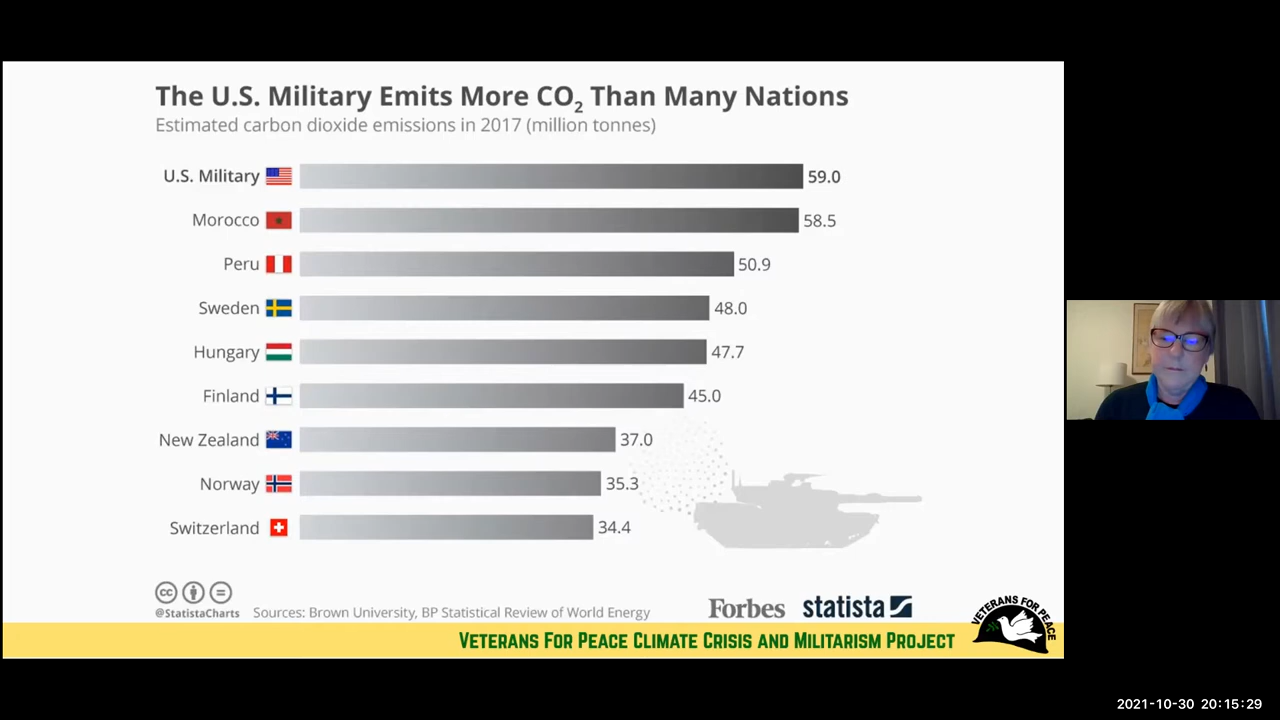 The U.S. Military Emits More CO2 Than Many Nations
Estimated carbon dioxide emissions in 2017 (million tonnes)
U.S. Military 59.0
Morocco 58.5
Peru 50.9
Sweden 48.0
Hungary 47.7
Finland 45.0
New Zealand 37.0
Norway 35.3
Switzerland 34.4
cc
@StatistaCharts Sources: Brown University, BP Statistical Review of World Energy
Forbes statista
VETERANS FOR PEACE CLIMATE CRISIS AND MILITARISM PROJECT
VETERANS FOR PEACE
2021-10-30 20:15:29